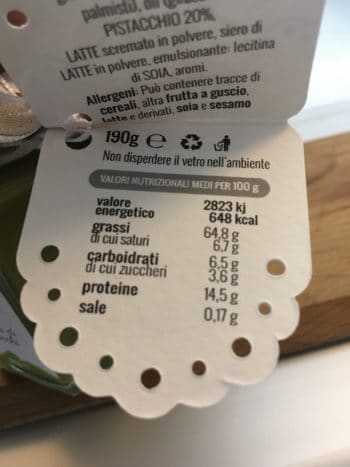 palmisti), oli
PISTACCHIO 20%,
LATTE scremato in polvere, siero di
LATTE in polvere, emulsionante: lecitina
di SOIA, aromi.
Allergeni: Può contenere tracce di
cereali, altra frutta a guscio,
latte e derivati, soia e sesamo
190g e
Non disperdere il vetro nell'ambiente
VALORI NUTRIZIONALI MEDI PER 100 g
valore 2823 kj
energetico 648 kcal
grassi 64,8 g
di cui saturi 6,7 g
carboidrati 6,5 g
di cui zuccheri 3,6 g
proteine 14,5 g
sale 0,17 g